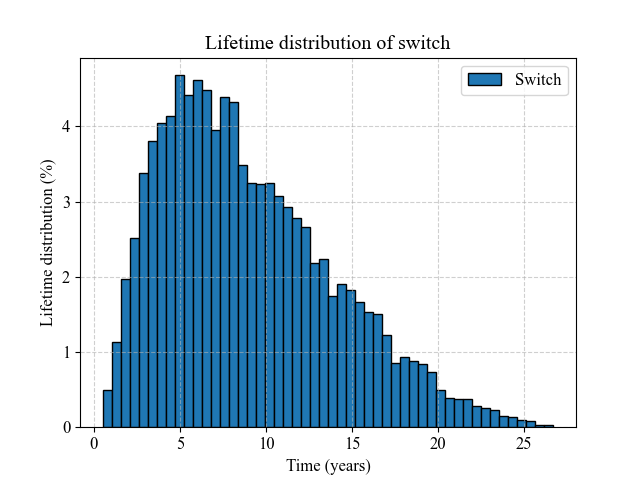 Lifetime distribution of switch
Switch
Lifetime distribution (%)
4
3
2
1
0
0 5 10 15 20 25
Time (years)